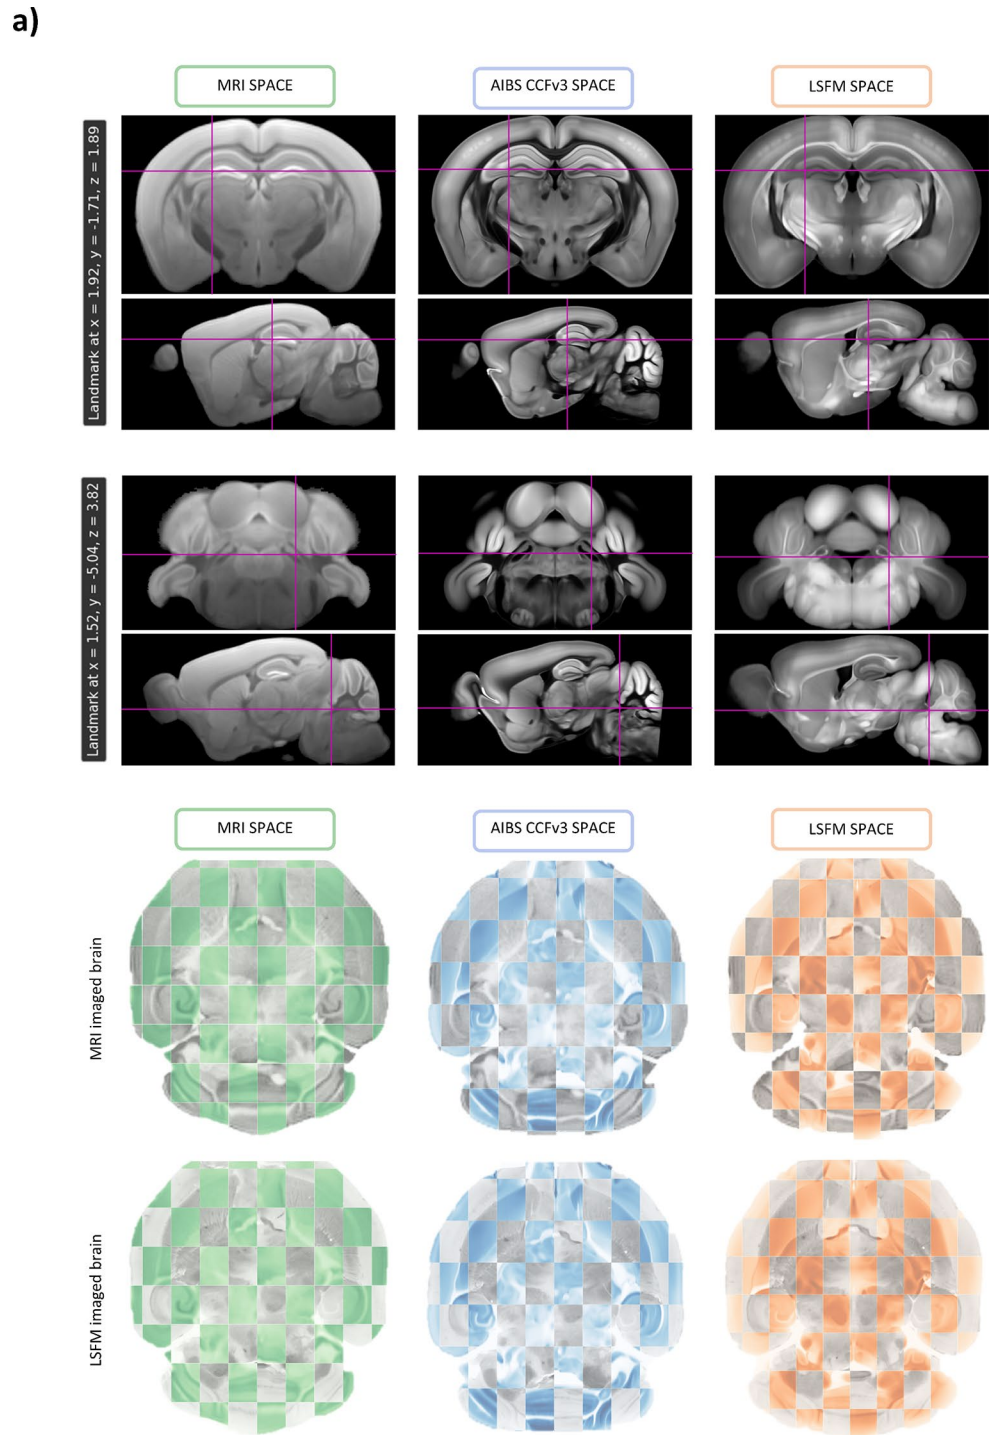 a)
MRI SPACE
AIBS CCFv3 SPACE
LSFM SPACE
Landmark at x = 1.92, y = -1.71, z = 1.89
Landmark at x = 1.52, y = -5.04, z = 3.82
MRI SPACE
AIBS CCFv3 SPACE
LSFM SPACE
MRI imaged brain
LSFM imaged brain